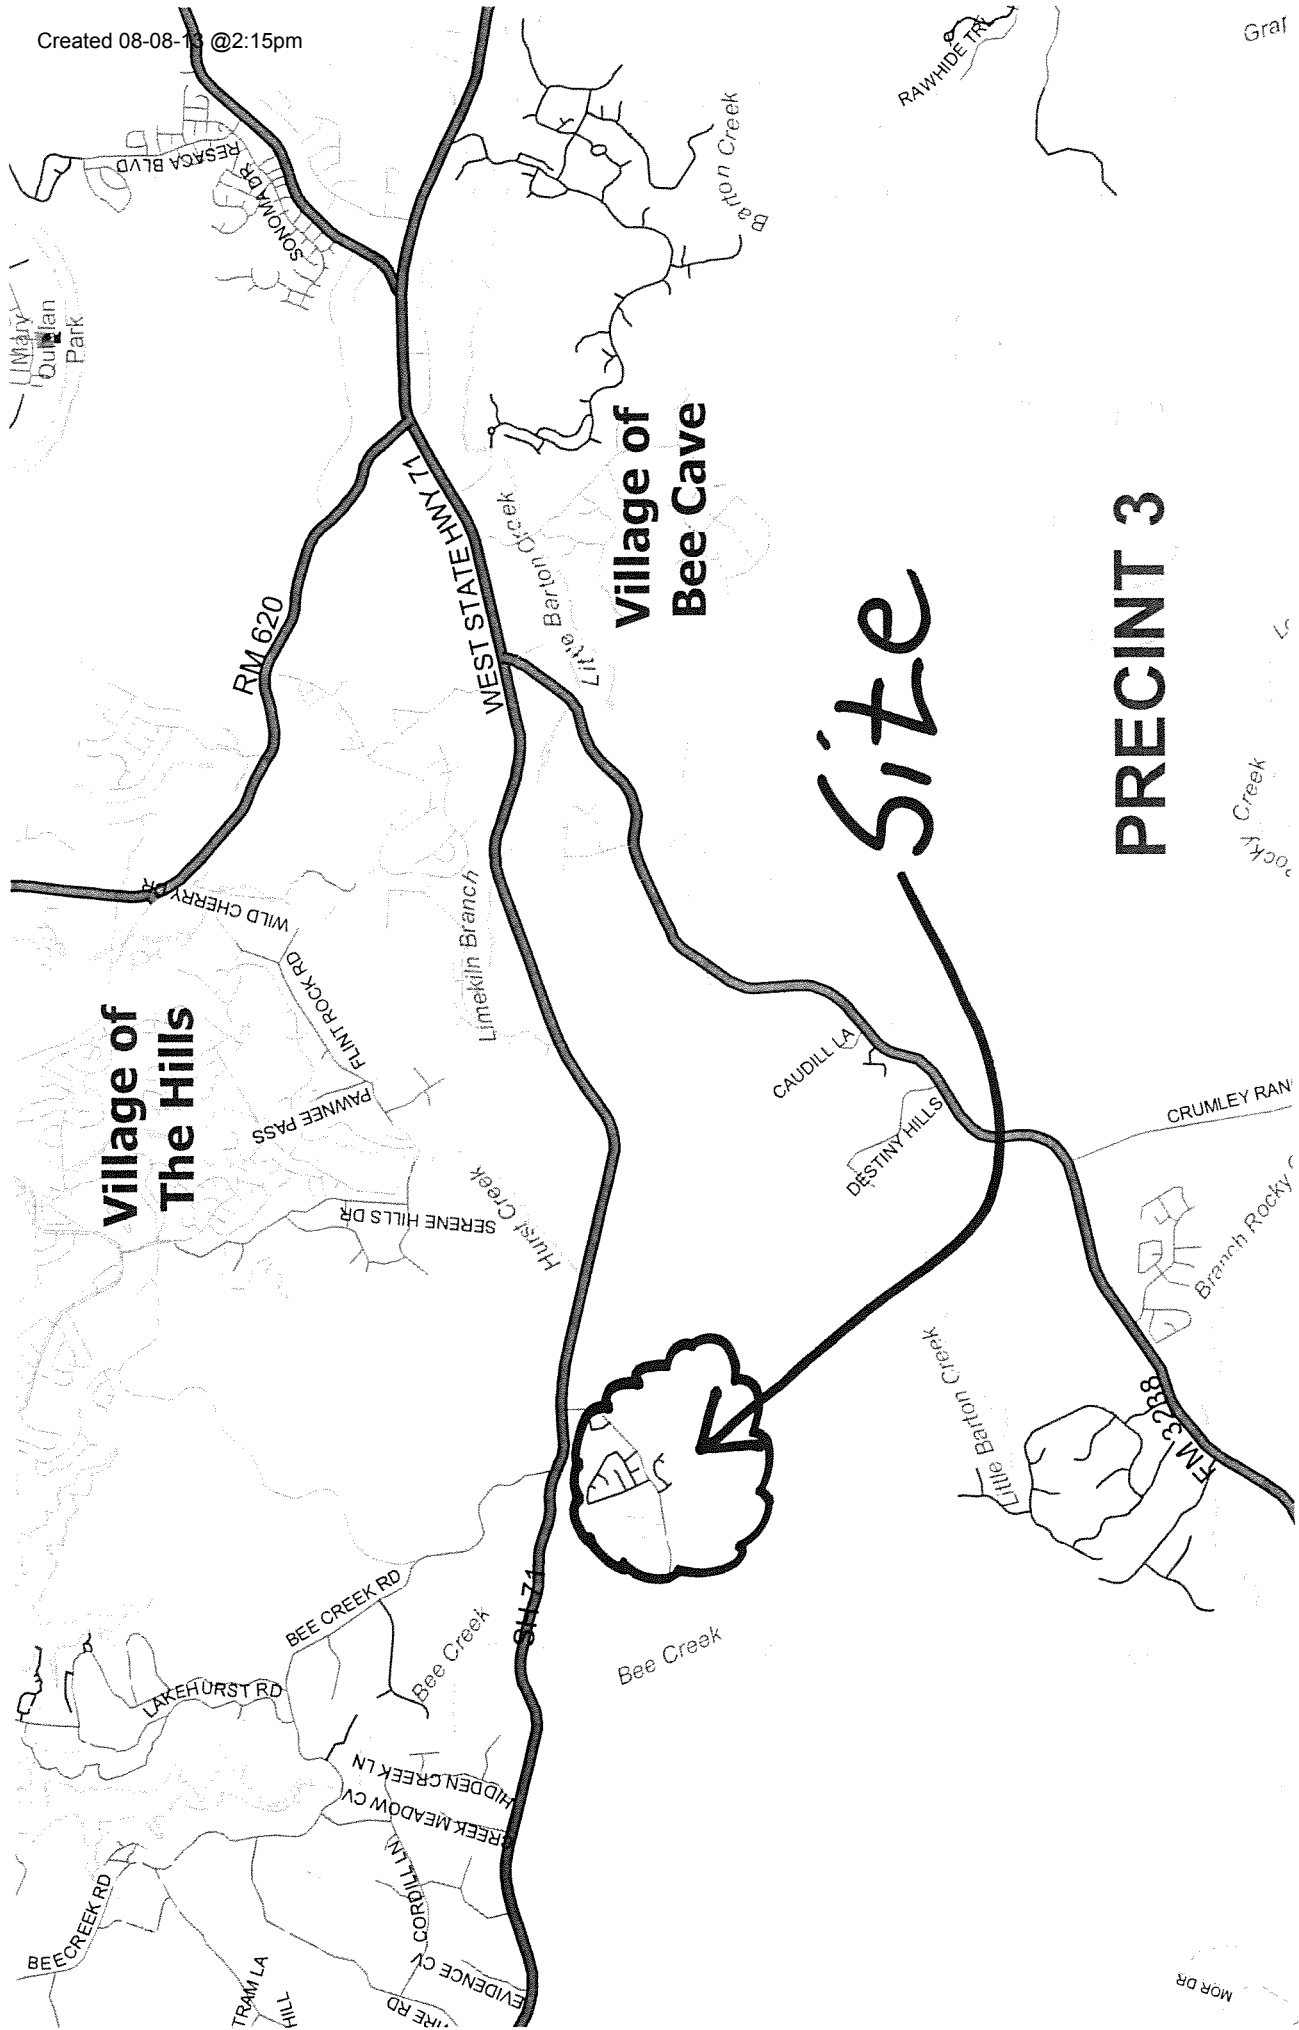 Created 08-08-13 @2:15pm
RESACA BLVD
SONOMA DR
Mary
Quinlan
Park
RAWHIDE TRL
Barton Creek
Village of
Bee Cave
WEST STATE HWY 71
RM 620
Little Barton Creek
PRECINT 3
Site
Rocky Creek
WILD CHERRY DR
Limekiln Branch
FLINT ROCK RD
Village of
The Hills
PAWNEE PASS
SERENE HILLS DR
Hurst Creek
CAUDILL LA
DESTINY HILLS
CRUMLEY RAN
Branch Rocky
Little Barton Creek
FM 3238
BEE CREEK RD
SH 71
Bee Creek
Bee Creek
LAKEHURST RD
HIDDEN CREEK LN
CREEK MEADOW CV
CORDILL LN
BEE CREEK RD
EVIDENCE CV
TRAM LA
HILL
RD
MOR DR